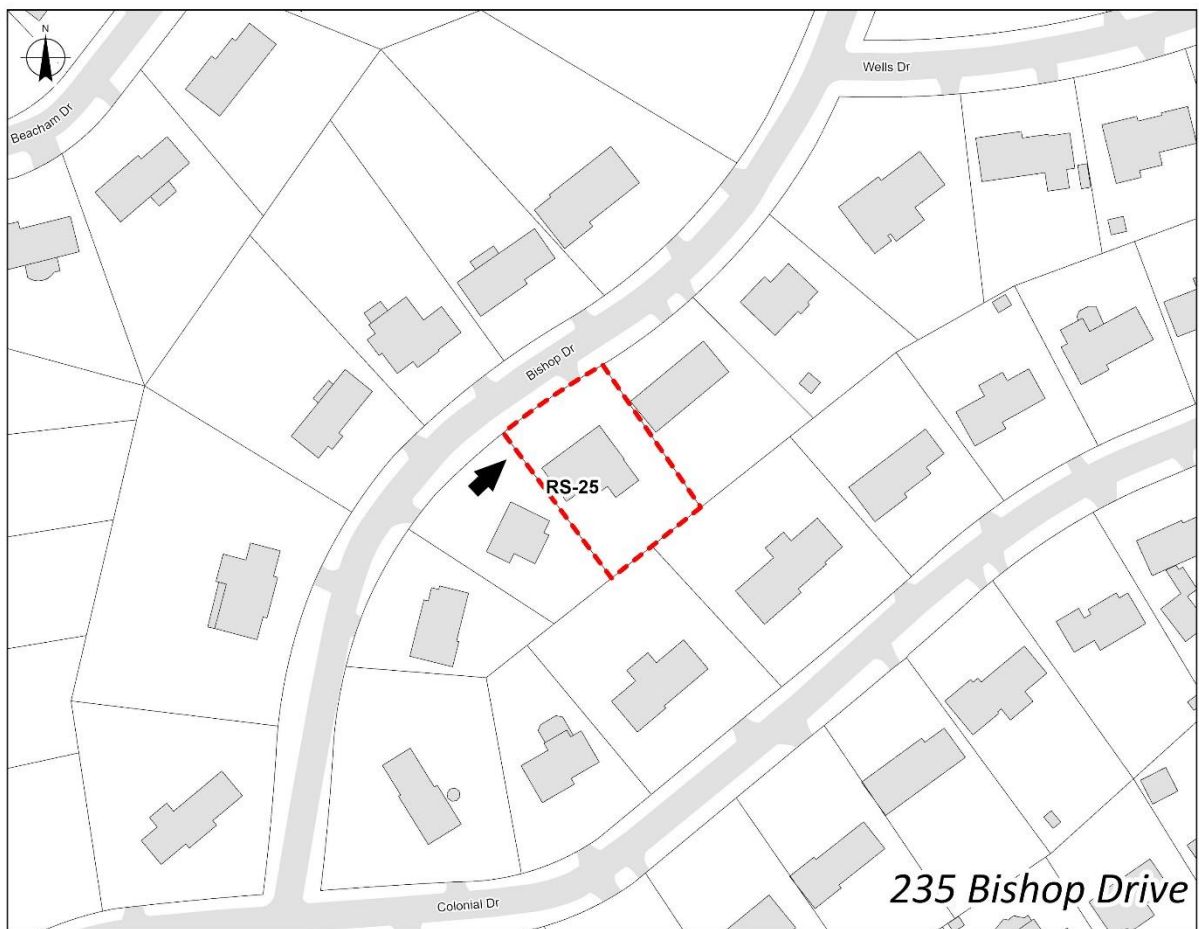 N
Wells Dr
Beacham Dr
Bishop Dr
RS-25
Colonial Dr
235 Bishop Drive